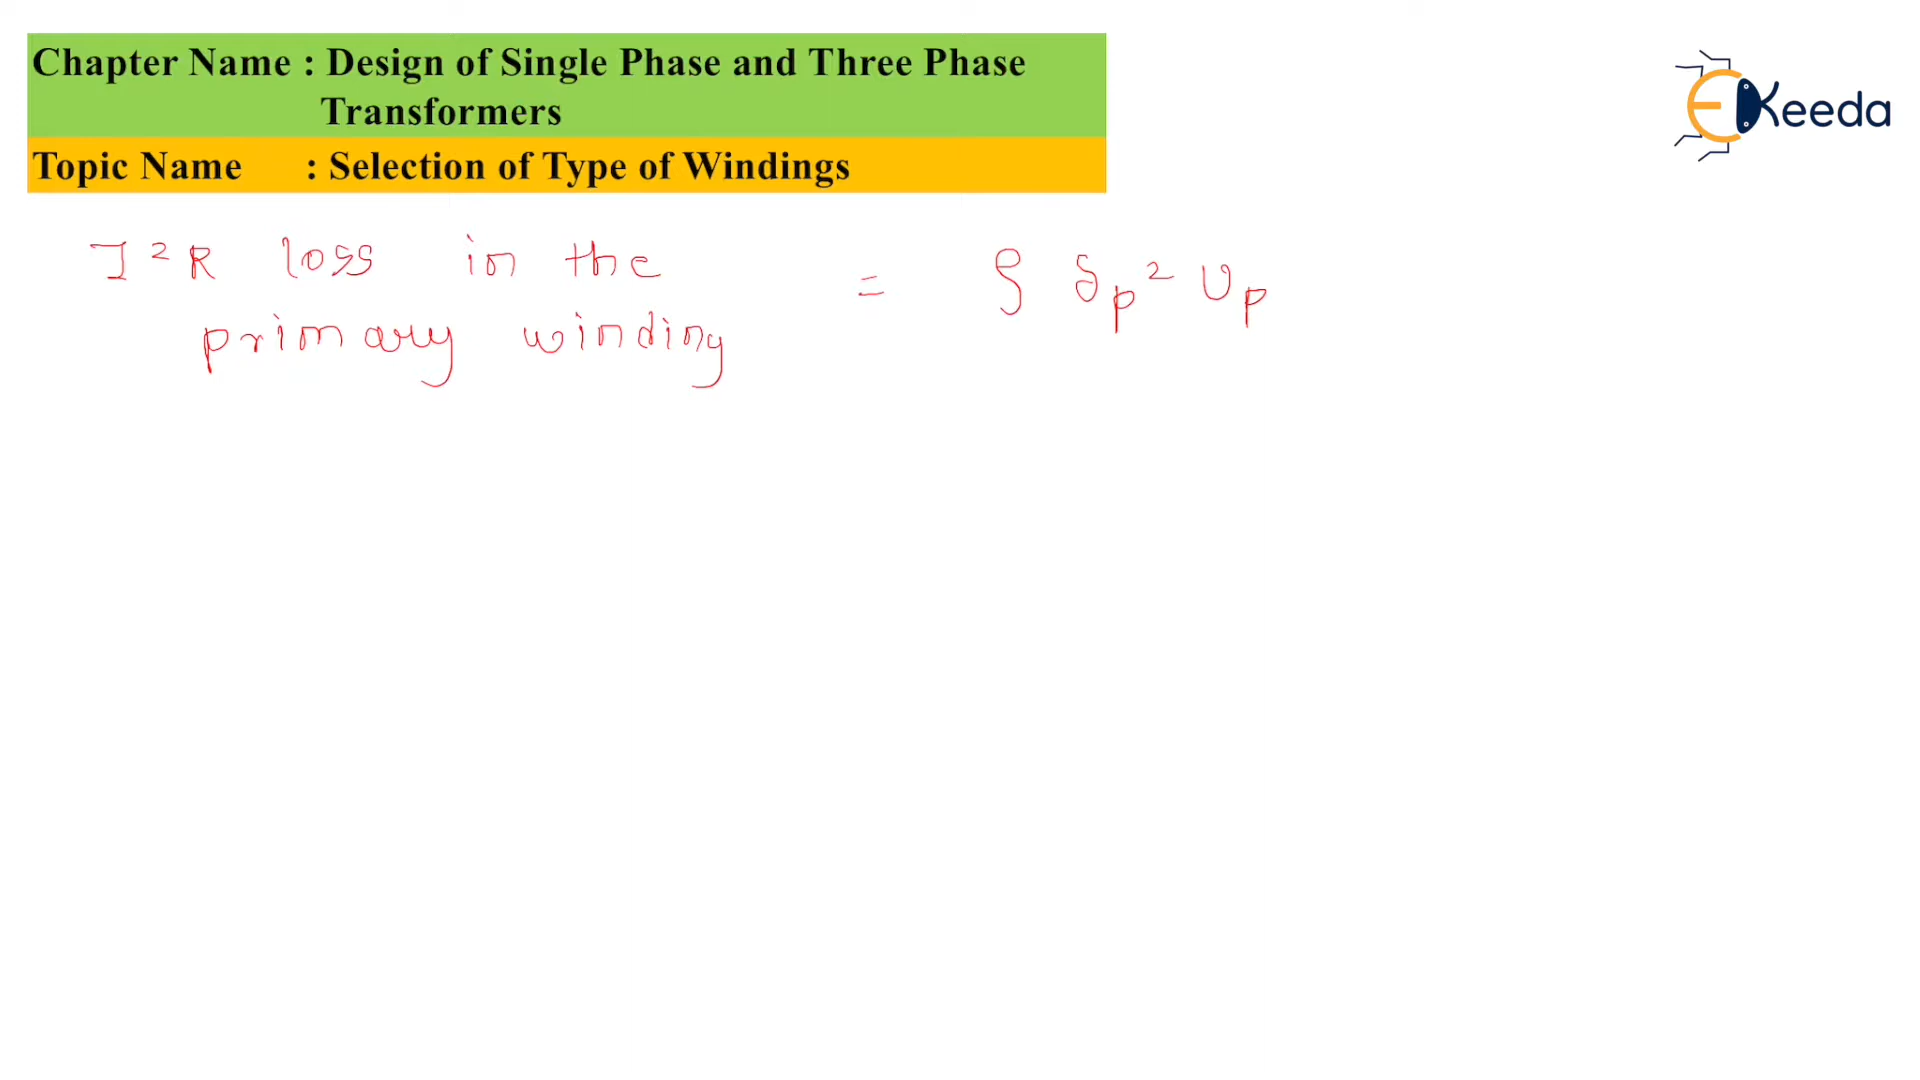 Chapter Name : Design of Single Phase and Three Phase
Transformers
Topic Name : Selection of Type of Windings
Keeda
I²R loss in the
primary winding = ρ δp² υp